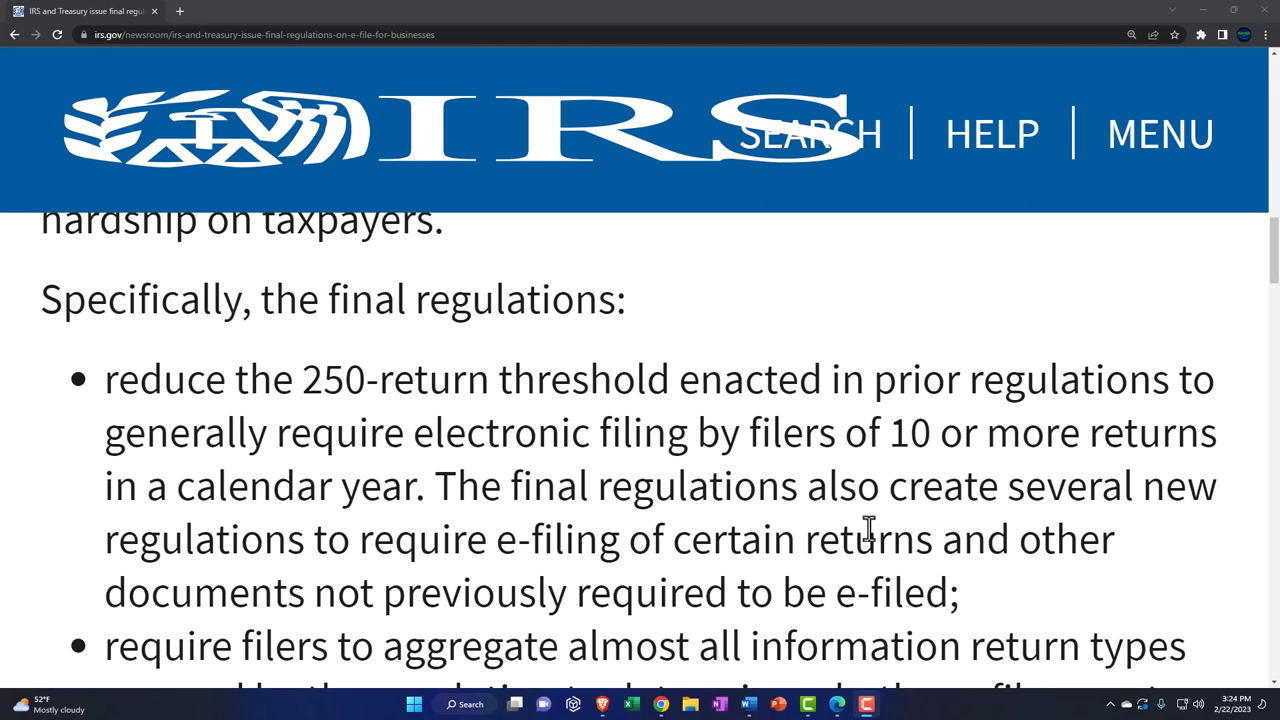 IRS and Treasury issue final regul
irs.gov/newsroom/irs-and-treasury-issue-final-regulations-on-e-file-for-businesses
IRS
SEARCH | HELP | MENU
hardship on taxpayers.
Specifically, the final regulations:
• reduce the 250-return threshold enacted in prior regulations to
generally require electronic filing by filers of 10 or more returns
in a calendar year. The final regulations also create several new
regulations to require e-filing of certain returns and other
documents not previously required to be e-filed;
• require filers to aggregate almost all information return types
52°F
Mostly cloudy
Search
3:24 PM
2/22/2023